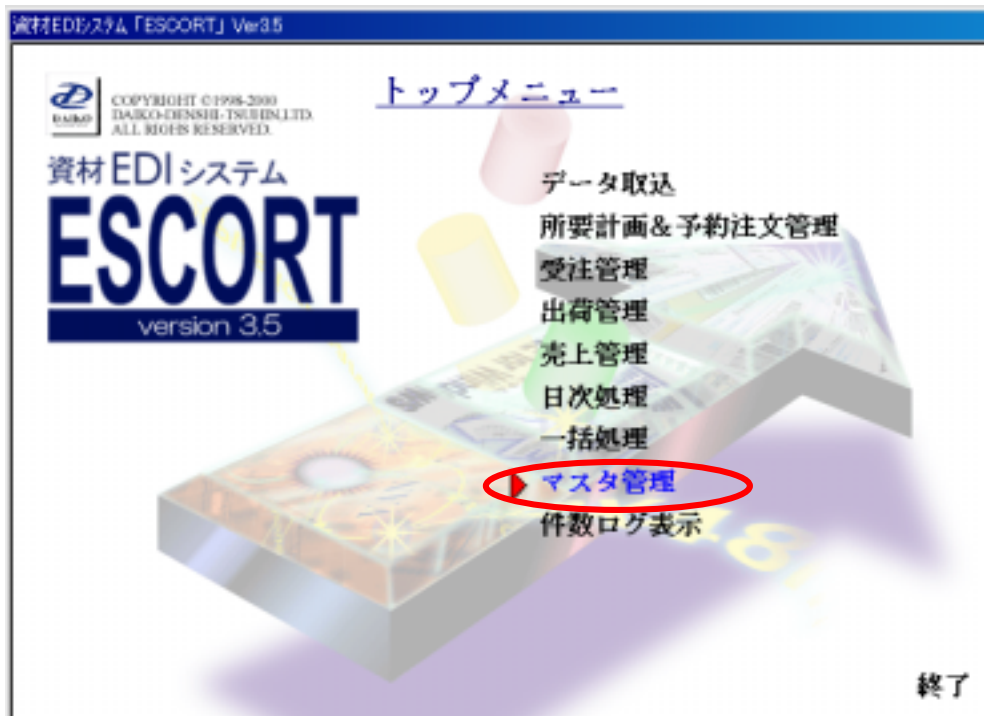 資材EDIシステム「ESCORT」Ver3.5
トップメニュー
DAIKO
COPYRIGHT ©1998-2000
DAIKO-DENSHI-TSUHIN,LTD.
ALL RIGHS RESERVED.
資材EDIシステム
ESCORT
version 3.5
データ取込
所要計画&予約注文管理
受注管理
出荷管理
売上管理
日次処理
一括処理
マスタ管理
件数ログ表示
終了